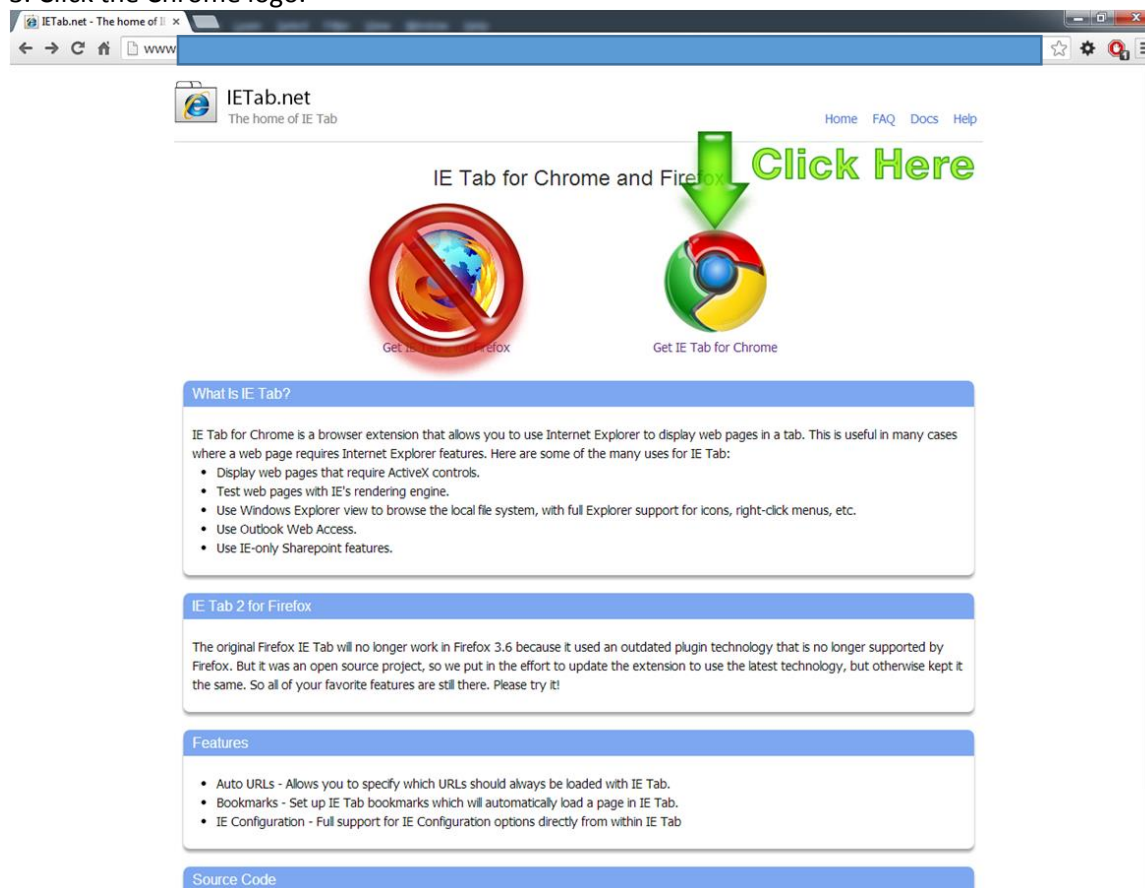 Click the Chrome logo.
IETab.net - The home of IE
www
IETab.net
The home of IE Tab
Home FAQ Docs Help
Click Here
IE Tab for Chrome and Firefox
Get IE Tab for Chrome
What Is IE Tab?
IE Tab for Chrome is a browser extension that allows you to use Internet Explorer to display web pages in a tab. This is useful in many cases
where a web page requires Internet Explorer features. Here are some of the many uses for IE Tab:
• Display web pages that require ActiveX controls.
• Test web pages with IE's rendering engine.
• Use Windows Explorer view to browse the local file system, with full Explorer support for icons, right-click menus, etc.
• Use Outlook Web Access.
• Use IE-only Sharepoint features.
IE Tab 2 for Firefox
The original Firefox IE Tab will no longer work in Firefox 3.6 because it used an outdated plugin technology that is no longer supported by
Firefox. But it was an open source project, so we put in the effort to update the extension to use the latest technology, but otherwise kept it
the same. So all of your favorite features are still there. Please try it!
Features
• Auto URLs - Allows you to specify which URLs should always be loaded with IE Tab.
• Bookmarks - Set up IE Tab bookmarks which will automatically load a page in IE Tab.
• IE Configuration - Full support for IE Configuration options directly from within IE Tab
Source Code